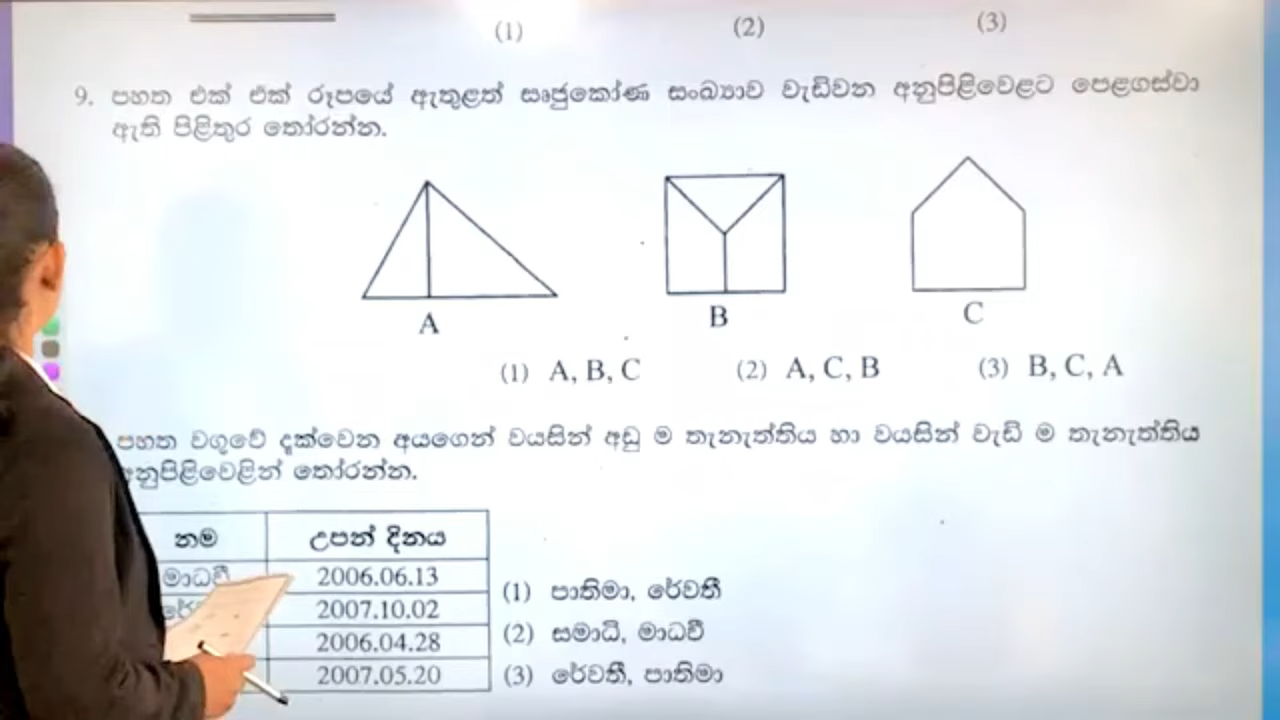 (1) (2) (3)
9. පහත එක් එක් රූපයේ ඇතුළත් සෘජුකෝණ සංඛ්‍යාව වැඩිවන අනුපිළිවෙළට පෙළගස්වා
ඇති පිළිතුර තෝරන්න.
A B C
(1) A, B, C (2) A, C, B (3) B, C, A
පහත වගුවේ දැක්වෙන අයගෙන් වයසින් අඩු ම තැනැත්තිය හා වයසින් වැඩි ම තැනැත්තිය
අනුපිළිවෙළින් තෝරන්න.
නම උපන් දිනය
මාධවී 2006.06.13
2007.10.02
2006.04.28
2007.05.20
(1) පාතිමා, රේවතී
(2) සමාධි, මාධවී
(3) රේවතී, පාතිමා